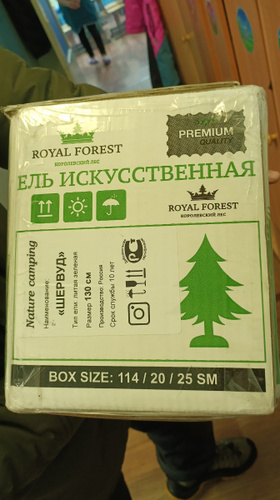 ROYAL FOREST
КОРОЛЕВСКИЙ ЛЕС
PREMIUM
QUALITY
ЕЛЬ ИСКУССТВЕННАЯ
ROYAL FOREST
КОРОЛЕВСКИЙ ЛЕС
Nature camping
Наименование:
"ШЕРВУД"
Тип ели литая зеленая
Размер 130 см
Производство: Россия
Срок службы 10 лет
РСТ
BOX SIZE: 114 / 20 / 25 SM